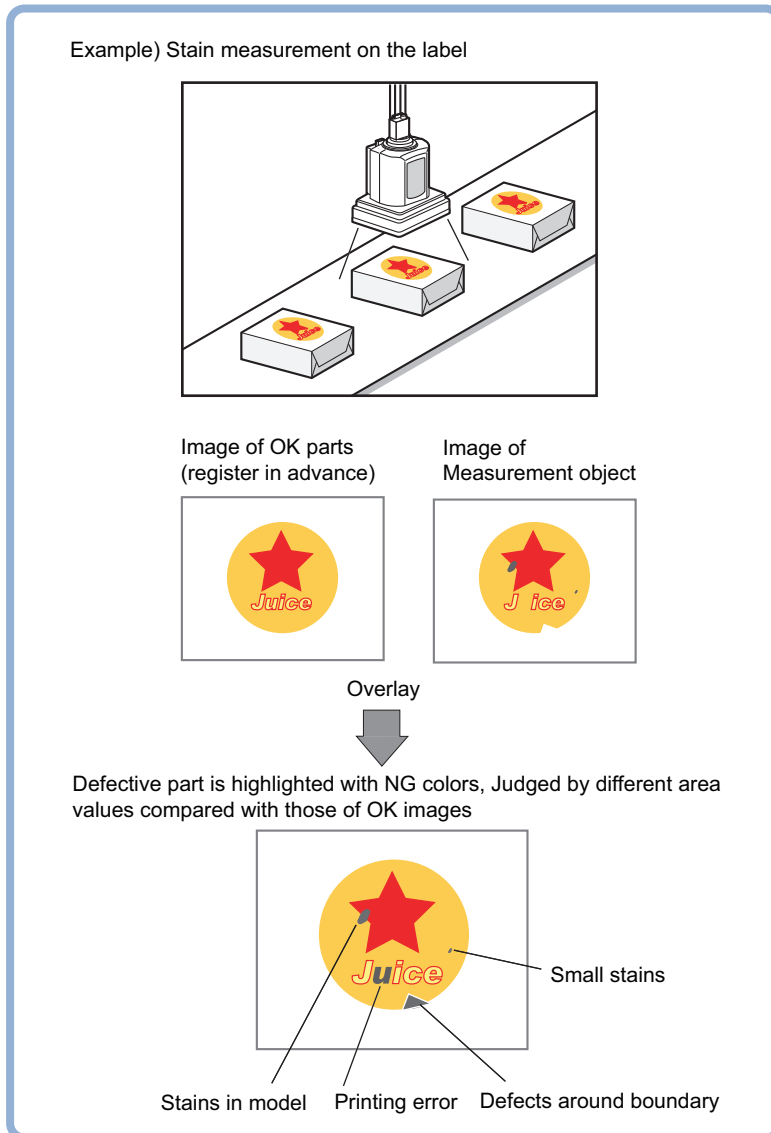 Example) Stain measurement on the label
Juice
Juice
Juice
Image of OK parts
(register in advance)
Image of
Measurement object
Juice
J ice
Overlay
Defective part is highlighted with NG colors, Judged by different area
values compared with those of OK images
Juice
Small stains
Stains in model
Printing error
Defects around boundary